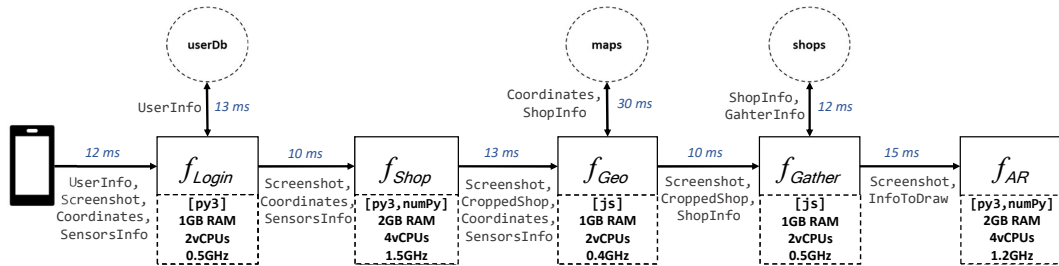 userDb
maps
shops
UserInfo
13 ms
Coordinates,
ShopInfo
30 ms
ShopInfo,
GahterInfo
12 ms
12 ms
UserInfo,
Screenshot,
Coordinates,
SensorsInfo
fLogin
[py3]
1GB RAM
2vCPUs
0.5GHz
10 ms
Screenshot,
Coordinates,
SensorsInfo
fShop
[py3,numPy]
2GB RAM
4vCPUs
1.5GHz
13 ms
Screenshot,
CroppedShop,
Coordinates,
SensorsInfo
fGeo
[js]
1GB RAM
2vCPUs
0.4GHz
10 ms
Screenshot,
CroppedShop,
ShopInfo
fGather
[js]
1GB RAM
2vCPUs
0.5GHz
15 ms
Screenshot,
InfoToDraw
fAR
[py3,numPy]
2GB RAM
4vCPUs
1.2GHz